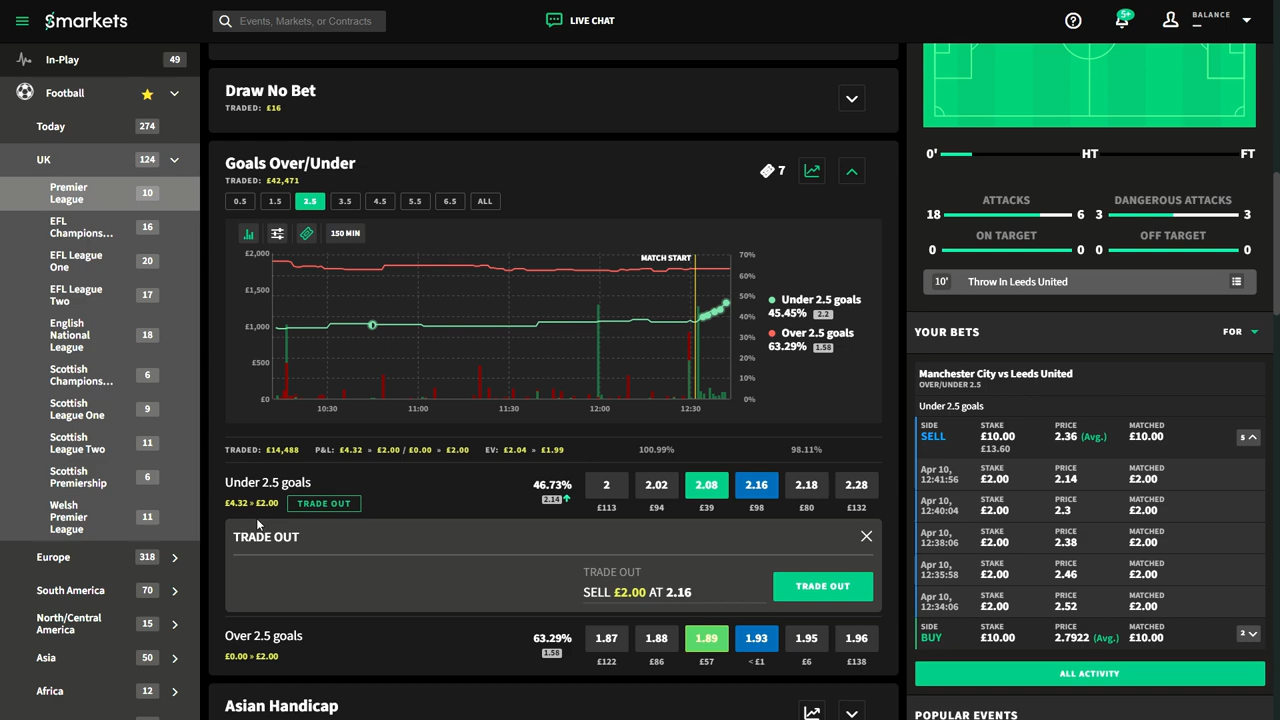 smarkets
Events, Markets, or Contracts
LIVE CHAT
5+
BALANCE
—
In-Play 49
Football
Today 274
UK 124
Premier
League
10
EFL
Champions...
16
EFL League
One
20
EFL League
Two
17
English
National
League
18
Scottish
Champions...
6
Scottish
League One
9
Scottish
League Two
11
Scottish
Premiership
6
Welsh
Premier
League
11
Europe 318
South America 70
North/Central
America
15
Asia 50
Africa 12
Draw No Bet
TRADED: £16
Goals Over/Under
TRADED: £42,471
7
0.5 1.5 2.5 3.5 4.5 5.5 6.5 ALL
150 MIN
£2,000
£1,500
£1,000
£500
£0
MATCH START
70%
60%
50%
40%
30%
20%
10%
0%
10:30 11:00 11:30 12:00 12:30
Under 2.5 goals
45.45% 2.2
Over 2.5 goals
63.29% 1.58
TRADED: £14,488 P&L: £4.32 » £2.00 / £0.00 » £2.00 EV: £2.04 » £1.99 100.99% 98.11%
Under 2.5 goals
£4.32 » £2.00 TRADE OUT
46.73%
2.14
2 2.02 2.08 2.16 2.18 2.28
£113 £94 £39 £98 £80 £132
TRADE OUT
TRADE OUT
SELL £2.00 AT 2.16
TRADE OUT
Over 2.5 goals
£0.00 » £2.00
63.29%
1.58
1.87 1.88 1.89 1.93 1.95 1.96
£122 £86 £57 < £1 £6 £138
Asian Handicap
0' HT FT
ATTACKS
18 6
DANGEROUS ATTACKS
3 3
ON TARGET
0 0
OFF TARGET
0 0
10' Throw In Leeds United
YOUR BETS FOR
Manchester City vs Leeds United
OVER/UNDER 2.5
Under 2.5 goals
SIDE STAKE PRICE MATCHED
SELL £10.00 2.36 (Avg.) £10.00
£13.60
5
Apr 10,
12:41:56
STAKE PRICE MATCHED
£2.00 2.14 £2.00
Apr 10,
12:40:04
STAKE PRICE MATCHED
£2.00 2.3 £2.00
Apr 10,
12:38:06
STAKE PRICE MATCHED
£2.00 2.38 £2.00
Apr 10,
12:35:58
STAKE PRICE MATCHED
£2.00 2.46 £2.00
Apr 10,
12:34:06
STAKE PRICE MATCHED
£2.00 2.52 £2.00
SIDE STAKE PRICE MATCHED
BUY £10.00 2.7922 (Avg.) £10.00
2
ALL ACTIVITY
POPULAR EVENTS